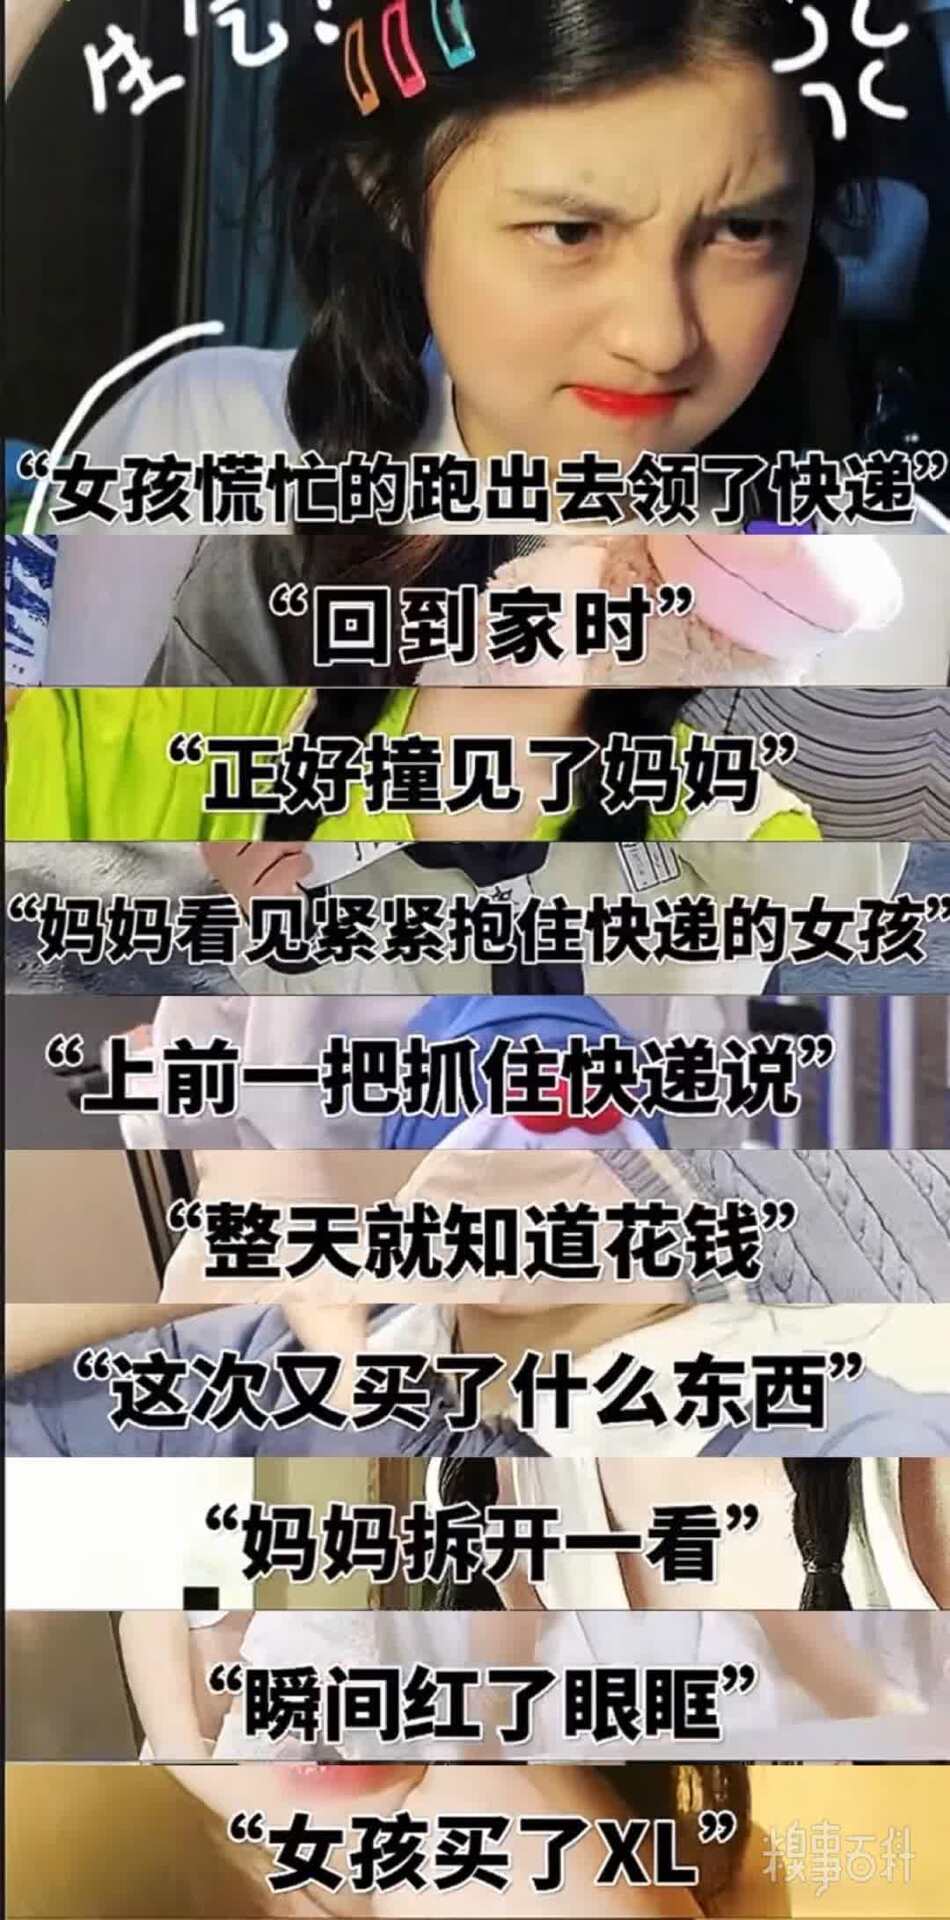 生气!
“女孩慌忙的跑出去领了快递”
“回到家时”
“正好撞见了妈妈”
“妈妈看见紧紧抱住快递的女孩”
“上前一把抓住快递说”
“整天就知道花钱”
“这次又买了什么东西”
“妈妈拆开一看”
“瞬间红了眼眶”
“女孩买了XL”
糗事百科